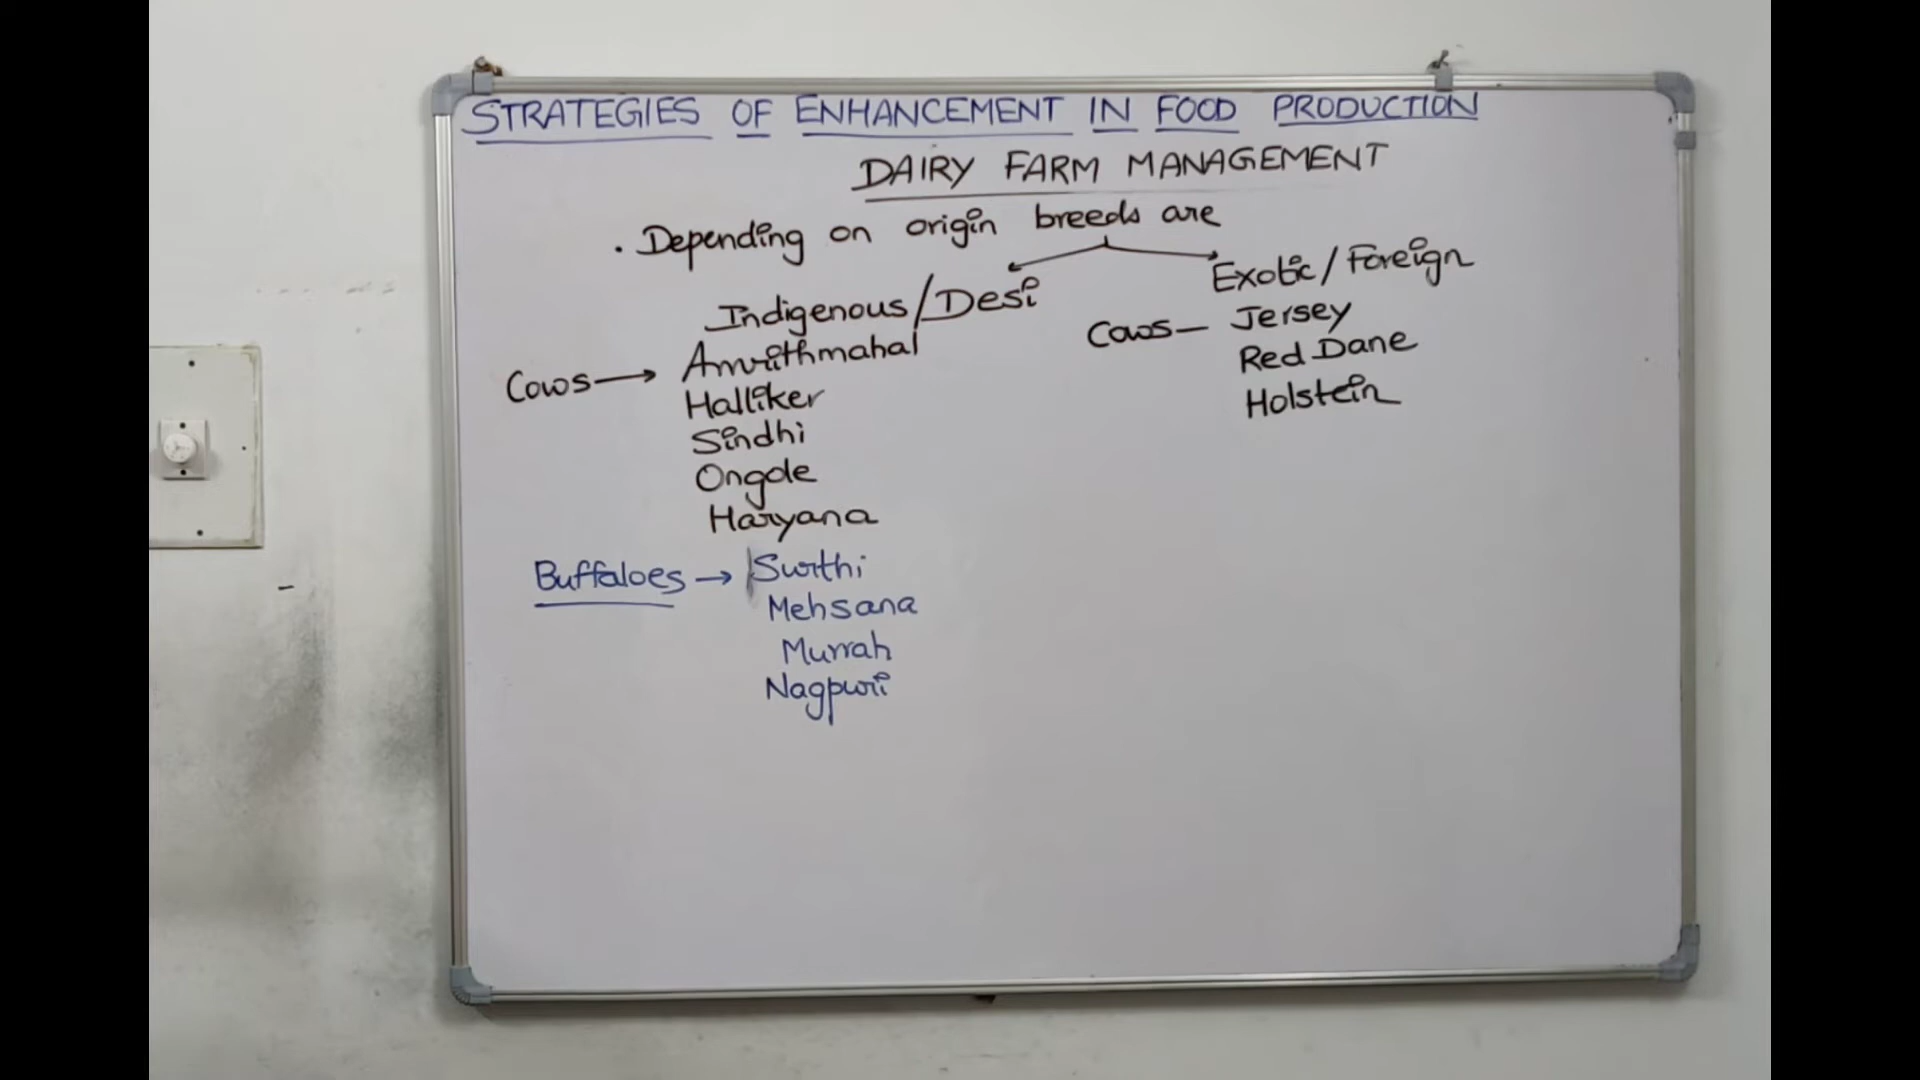 STRATEGIES OF ENHANCEMENT IN FOOD PRODUCTION
DAIRY FARM MANAGEMENT
. Depending on origin breeds are
Indigenous/Desi
Cows → Amrithmahal
Halliker
Sindhi
Ongole
Haryana
Buffaloes → Surthi
Mehsana
Murrah
Nagpuri
Exotic/Foreign
Cows — Jersey
Red Dane
Holstein